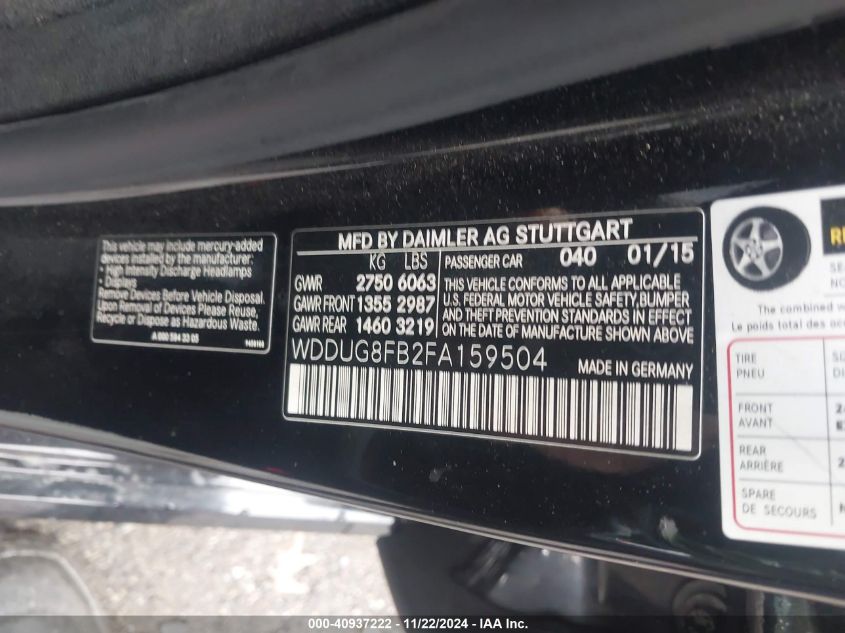 This vehicle may include mercury-added
devices installed by the manufacturer:
• High Intensity Discharge Headlamps
• Displays
Remove Devices Before Vehicle Disposal.
Upon Removal of Devices Please Reuse,
Recycle or Dispose as Hazardous Waste.
MFD BY DAIMLER AG STUTTGART
KG LBS
GVWR 2750 6063
GAWR FRONT 1355 2987
GAWR REAR 1460 3219
PASSENGER CAR 040 01/15
THIS VEHICLE CONFORMS TO ALL APPLICABLE
U.S. FEDERAL MOTOR VEHICLE SAFETY, BUMPER
AND THEFT PREVENTION STANDARDS IN EFFECT
ON THE DATE OF MANUFACTURE SHOWN ABOVE
WDDUG8FB2FA159504 MADE IN GERMANY
The combined w
Le poids total
TIRE
PNEU
FRONT
AVANT
REAR
ARRIÈRE
SPARE
DE SECOURS
000-40937222 - 11/22/2024 - IAA Inc.